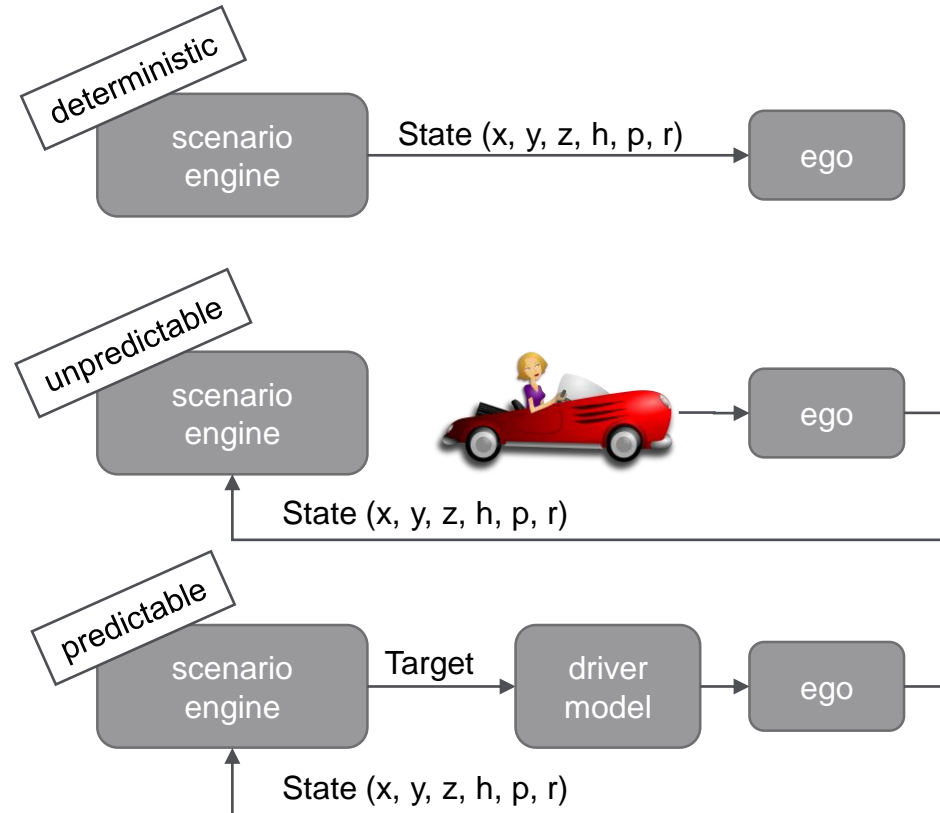 deterministic
scenario
engine
State (x, y, z, h, p, r)
ego
unpredictable
scenario
engine
ego
State (x, y, z, h, p, r)
predictable
scenario
engine
Target
driver
model
ego
State (x, y, z, h, p, r)